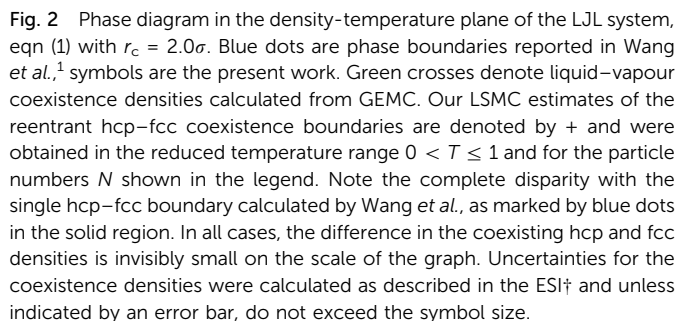 Fig. 2 Phase diagram in the density-temperature plane of the LJL system,
eqn (1) with rc = 2.0σ. Blue dots are phase boundaries reported in Wang
et al.,1 symbols are the present work. Green crosses denote liquid–vapour
coexistence densities calculated from GEMC. Our LSMC estimates of the
reentrant hcp–fcc coexistence boundaries are denoted by + and were
obtained in the reduced temperature range 0 < T ≤ 1 and for the particle
numbers N shown in the legend. Note the complete disparity with the
single hcp–fcc boundary calculated by Wang et al., as marked by blue dots
in the solid region. In all cases, the difference in the coexisting hcp and fcc
densities is invisibly small on the scale of the graph. Uncertainties for the
coexistence densities were calculated as described in the ESI† and unless
indicated by an error bar, do not exceed the symbol size.